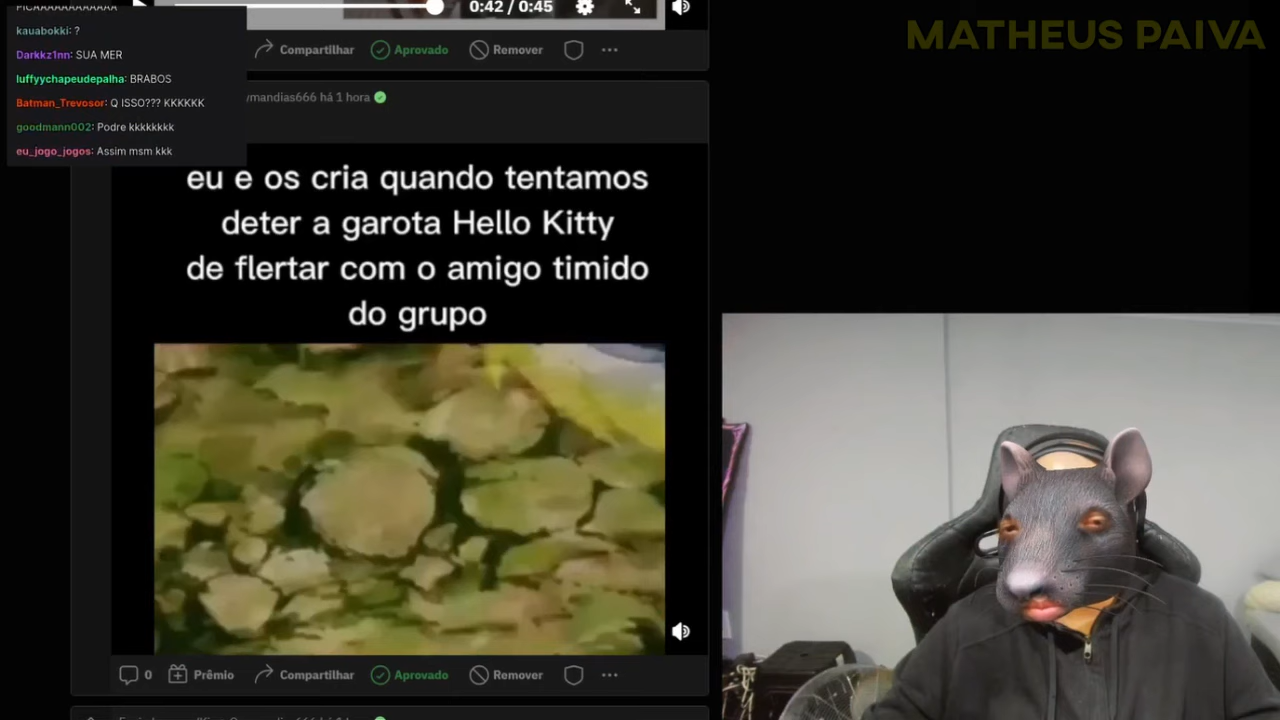 PICAAAAAAAAAAAA
kauabokki: ?
Darkkz1nn: SUA MER
luffyychapeudepalha: BRABOS
Batman_Trevosor: Q ISSO??? KKKKKK
goodmann002: Podre kkkkkkkk
eu_jogo_jogos: Assim msm kkk
0:42 / 0:45
MATHEUS PAIVA
Compartilhar Aprovado Remover
ymandias666 há 1 hora
eu e os cria quando tentamos
deter a garota Hello Kitty
de flertar com o amigo timido
do grupo
0 Prêmio Compartilhar Aprovado Remover